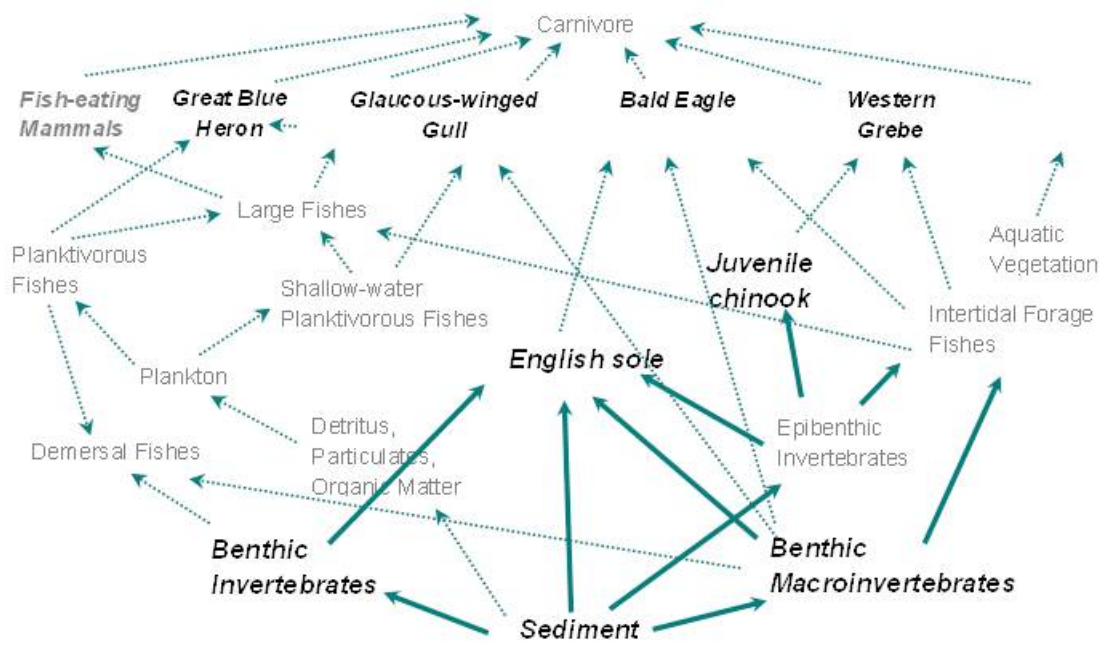 Carnivore
Fish-eating
Mammals
Great Blue
Heron
Glaucous-winged
Gull
Bald Eagle
Western
Grebe
Large Fishes
Planktivorous
Fishes
Shallow-water
Planktivorous Fishes
Juvenile
chinook
Aquatic
Vegetation
Intertidal Forage
Fishes
English sole
Plankton
Demersal Fishes
Detritus,
Particulates,
Organic Matter
Epibenthic
Invertebrates
Benthic
Invertebrates
Benthic
Macroinvertebrates
Sediment